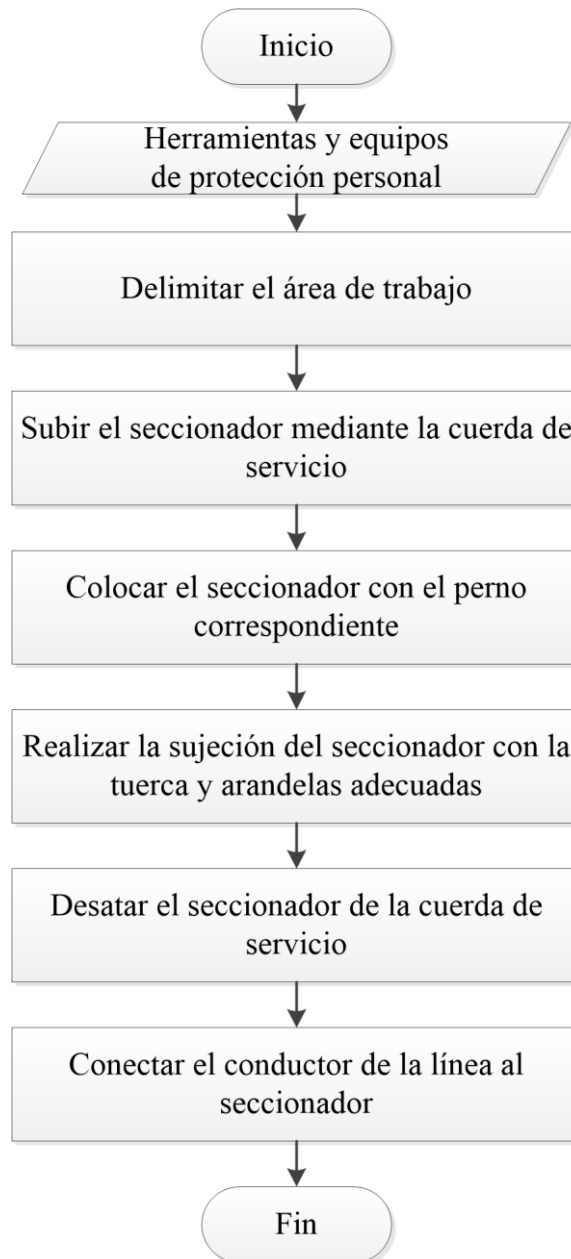 Inicio
Herramientas y equipos
de protección personal
Delimitar el área de trabajo
Subir el seccionador mediante la cuerda de
servicio
Colocar el seccionador con el perno
correspondiente
Realizar la sujeción del seccionador con la
tuerca y arandelas adecuadas
Desatar el seccionador de la cuerda de
servicio
Conectar el conductor de la línea al
seccionador
Fin